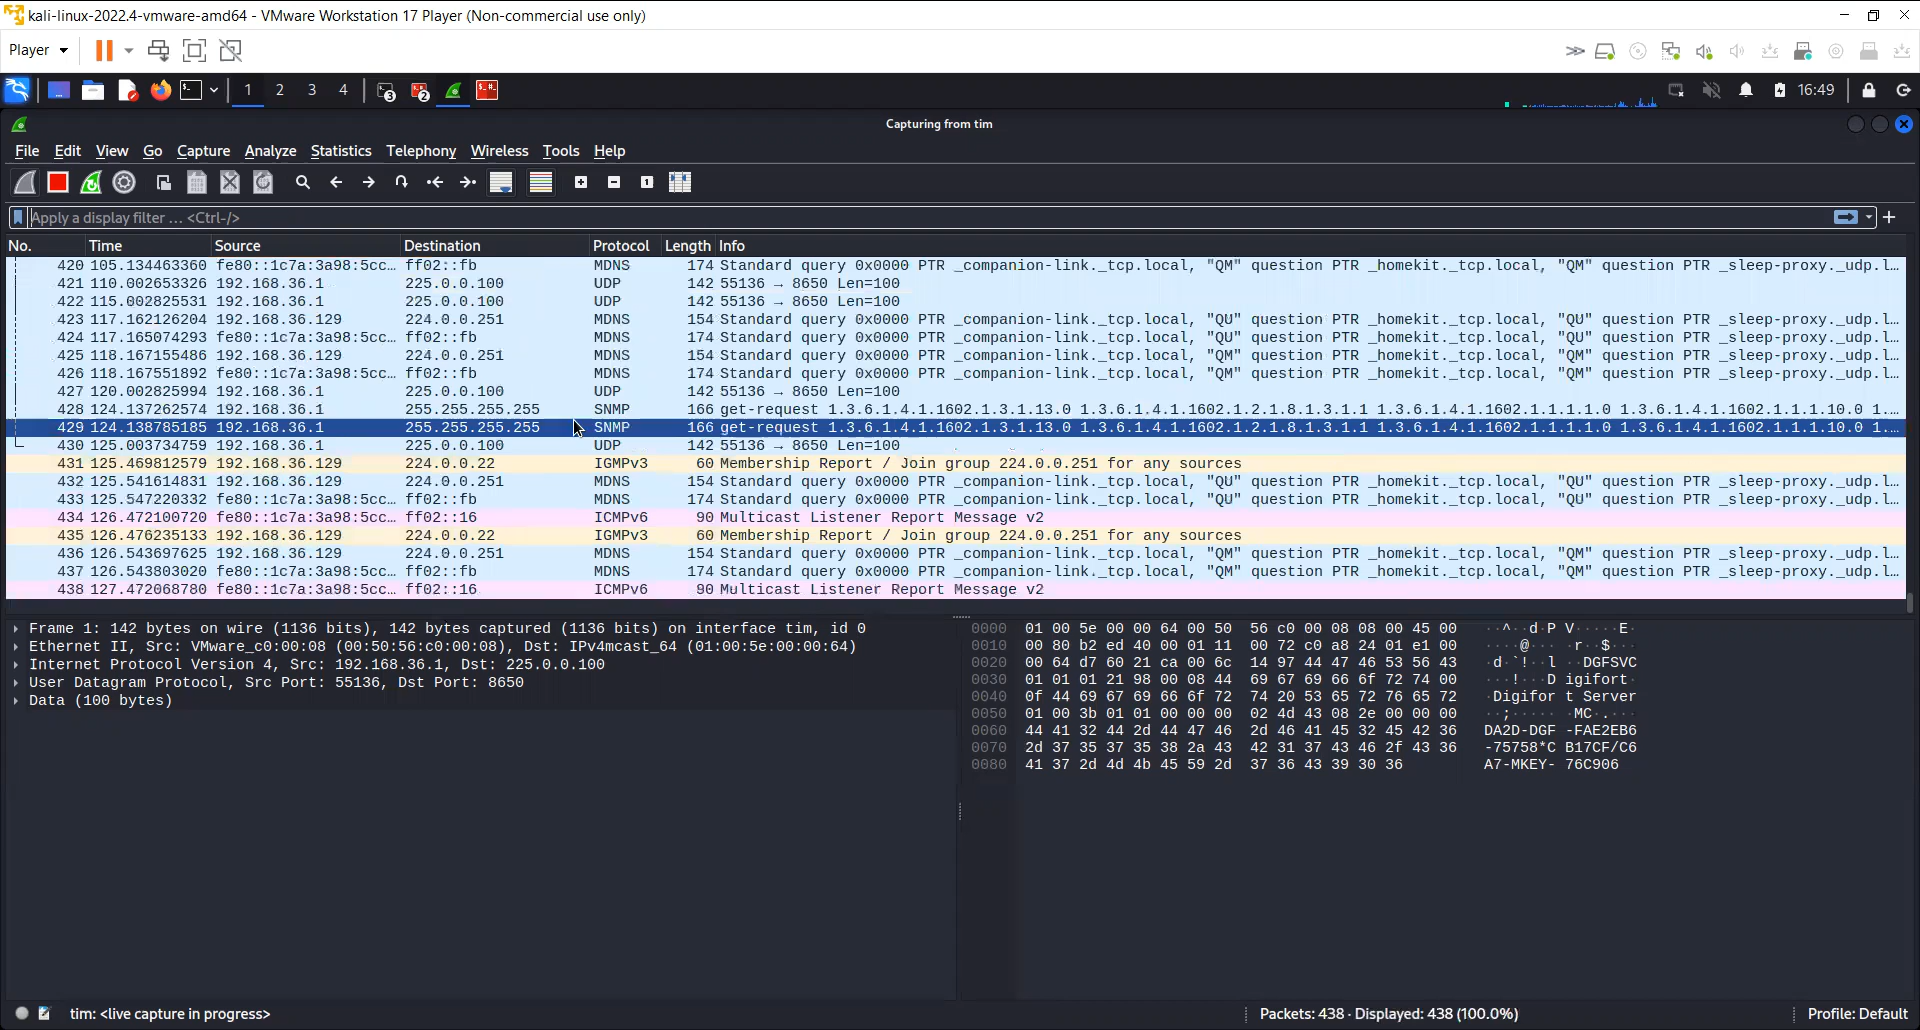 kali-linux-2022.4-vmware-amd64 - VMware Workstation 17 Player (Non-commercial use only)
Player
1 2 3 4 3 2 16:49
Capturing from tim
File Edit View Go Capture Analyze Statistics Telephony Wireless Tools Help
Apply a display filter ... <Ctrl-/>
No. Time Source Destination Protocol Length Info
420 105.134463360 fe80::1c7a:3a98:5cc… ff02::fb MDNS 174 Standard query 0x0000 PTR _companion-link._tcp.local, "QM" question PTR _homekit._tcp.local, "QM" question PTR _sleep-proxy._udp.l…
421 110.002653326 192.168.36.1 225.0.0.100 UDP 142 55136 → 8650 Len=100
422 115.002825531 192.168.36.1 225.0.0.100 UDP 142 55136 → 8650 Len=100
423 117.162126204 192.168.36.129 224.0.0.251 MDNS 154 Standard query 0x0000 PTR _companion-link._tcp.local, "QU" question PTR _homekit._tcp.local, "QU" question PTR _sleep-proxy._udp.l…
424 117.165074293 fe80::1c7a:3a98:5cc… ff02::fb MDNS 174 Standard query 0x0000 PTR _companion-link._tcp.local, "QU" question PTR _homekit._tcp.local, "QU" question PTR _sleep-proxy._udp.l…
425 118.167155486 192.168.36.129 224.0.0.251 MDNS 154 Standard query 0x0000 PTR _companion-link._tcp.local, "QM" question PTR _homekit._tcp.local, "QM" question PTR _sleep-proxy._udp.l…
426 118.167551892 fe80::1c7a:3a98:5cc… ff02::fb MDNS 174 Standard query 0x0000 PTR _companion-link._tcp.local, "QM" question PTR _homekit._tcp.local, "QM" question PTR _sleep-proxy._udp.l…
427 120.002825994 192.168.36.1 225.0.0.100 UDP 142 55136 → 8650 Len=100
428 124.137262574 192.168.36.1 255.255.255.255 SNMP 166 get-request 1.3.6.1.4.1.1602.1.3.1.13.0 1.3.6.1.4.1.1602.1.2.1.8.1.3.1.1 1.3.6.1.4.1.1602.1.1.1.1.0 1.3.6.1.4.1.1602.1.1.1.10.0 1.…
429 124.138785185 192.168.36.1 255.255.255.255 SNMP 166 get-request 1.3.6.1.4.1.1602.1.3.1.13.0 1.3.6.1.4.1.1602.1.2.1.8.1.3.1.1 1.3.6.1.4.1.1602.1.1.1.1.0 1.3.6.1.4.1.1602.1.1.1.10.0 1.…
430 125.003734759 192.168.36.1 225.0.0.100 UDP 142 55136 → 8650 Len=100
431 125.469812579 192.168.36.129 224.0.0.22 IGMPv3 60 Membership Report / Join group 224.0.0.251 for any sources
432 125.541614831 192.168.36.129 224.0.0.251 MDNS 154 Standard query 0x0000 PTR _companion-link._tcp.local, "QU" question PTR _homekit._tcp.local, "QU" question PTR _sleep-proxy._udp.l…
433 125.547220332 fe80::1c7a:3a98:5cc… ff02::fb MDNS 174 Standard query 0x0000 PTR _companion-link._tcp.local, "QU" question PTR _homekit._tcp.local, "QU" question PTR _sleep-proxy._udp.l…
434 126.472100720 fe80::1c7a:3a98:5cc… ff02::16 ICMPv6 90 Multicast Listener Report Message v2
435 126.476235133 192.168.36.129 224.0.0.22 IGMPv3 60 Membership Report / Join group 224.0.0.251 for any sources
436 126.543697625 192.168.36.129 224.0.0.251 MDNS 154 Standard query 0x0000 PTR _companion-link._tcp.local, "QM" question PTR _homekit._tcp.local, "QM" question PTR _sleep-proxy._udp.l…
437 126.543803020 fe80::1c7a:3a98:5cc… ff02::fb MDNS 174 Standard query 0x0000 PTR _companion-link._tcp.local, "QM" question PTR _homekit._tcp.local, "QM" question PTR _sleep-proxy._udp.l…
438 127.472068780 fe80::1c7a:3a98:5cc… ff02::16 ICMPv6 90 Multicast Listener Report Message v2
Frame 1: 142 bytes on wire (1136 bits), 142 bytes captured (1136 bits) on interface tim, id 0
Ethernet II, Src: VMware_c0:00:08 (00:50:56:c0:00:08), Dst: IPv4mcast_64 (01:00:5e:00:00:64)
Internet Protocol Version 4, Src: 192.168.36.1, Dst: 225.0.0.100
User Datagram Protocol, Src Port: 55136, Dst Port: 8650
Data (100 bytes)
0000 01 00 5e 00 00 64 00 50 56 c0 00 08 08 00 45 00 ··^··d·P V·····E·
0010 00 80 b2 ed 40 00 01 11 00 72 c0 a8 24 01 e1 00 ····@··· ·r··$···
0020 00 64 d7 60 21 ca 00 6c 14 97 44 47 46 53 56 43 ·d·`!··l ··DGFSVC
0030 01 01 01 21 98 00 08 44 69 67 69 66 6f 72 74 00 ···!···D igifort·
0040 0f 44 69 67 69 66 6f 72 74 20 53 65 72 76 65 72 ·Digifor t Server
0050 01 00 3b 01 01 00 00 00 02 4d 43 08 2e 00 00 00 ··;····· ·MC·.···
0060 44 41 32 44 2d 44 47 46 2d 46 41 45 32 45 42 36 DA2D-DGF -FAE2EB6
0070 2d 37 35 37 35 38 2a 43 42 31 37 43 46 2f 43 36 -75758*C B17CF/C6
0080 41 37 2d 4d 4b 45 59 2d 37 36 43 39 30 36 A7-MKEY- 76C906
tim: <live capture in progress>
Packets: 438 · Displayed: 438 (100.0%)
Profile: Default